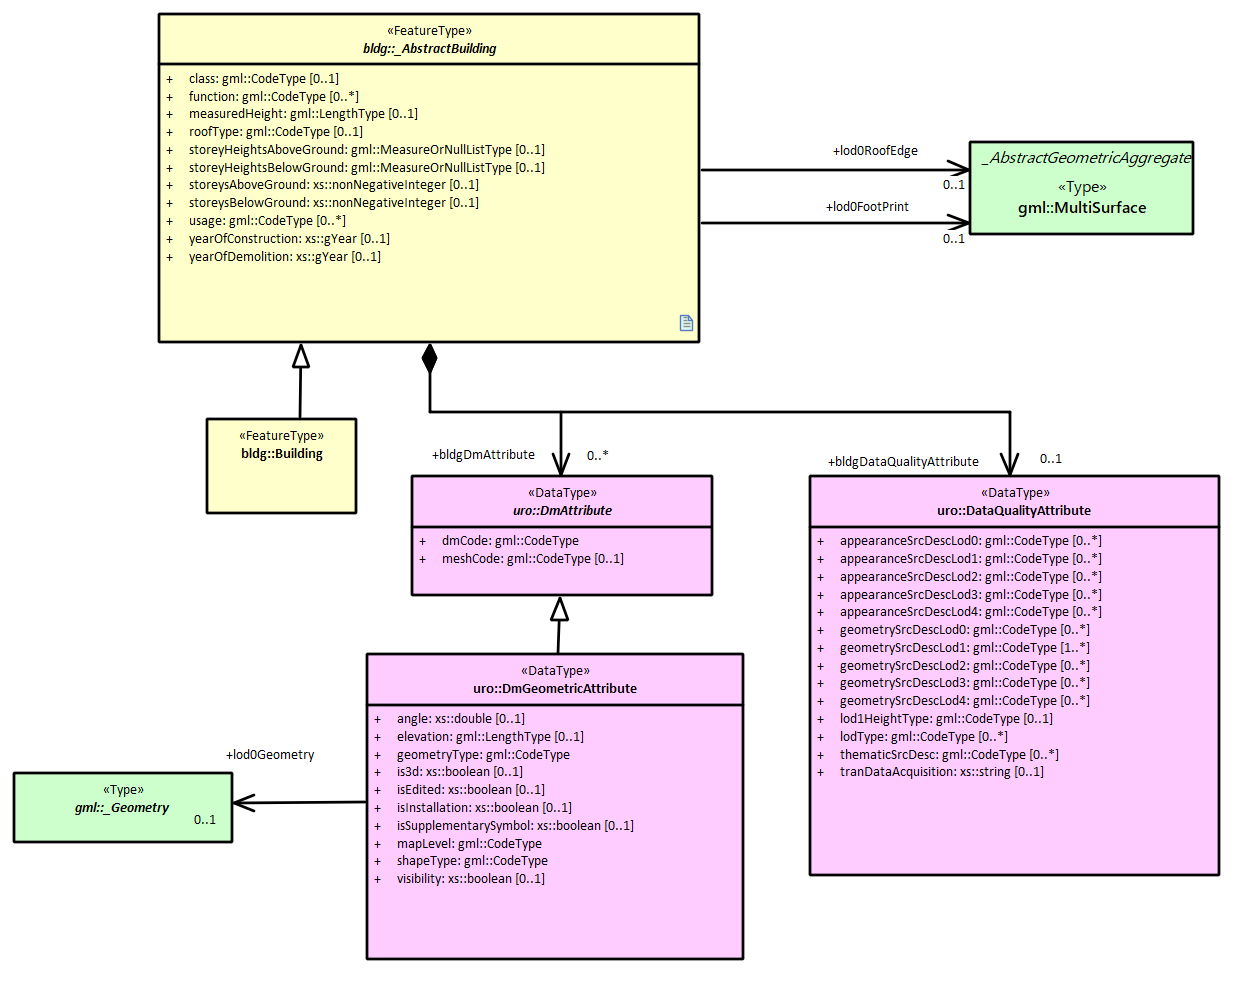 «FeatureType»
bldg::_AbstractBuilding
+ class: gml::CodeType [0..1]
+ function: gml::CodeType [0..*]
+ measuredHeight: gml::LengthType [0..1]
+ roofType: gml::CodeType [0..1]
+ storeyHeightsAboveGround: gml::MeasureOrNullListType [0..1]
+ storeyHeightsBelowGround: gml::MeasureOrNullListType [0..1]
+ storeysAboveGround: xs::nonNegativeInteger [0..1]
+ storeysBelowGround: xs::nonNegativeInteger [0..1]
+ usage: gml::CodeType [0..*]
+ yearOfConstruction: xs::gYear [0..1]
+ yearOfDemolition: xs::gYear [0..1]
+lod0RoofEdge
0..1
+lod0FootPrint
0..1
_AbstractGeometricAggregate
«Type»
gml::MultiSurface
«FeatureType»
bldg::Building
+bldgDmAttribute
0..*
+bldgDataQualityAttribute
0..1
«DataType»
uro::DmAttribute
+ dmCode: gml::CodeType
+ meshCode: gml::CodeType [0..1]
«DataType»
uro::DataQualityAttribute
+ appearanceSrcDescLod0: gml::CodeType [0..*]
+ appearanceSrcDescLod1: gml::CodeType [0..*]
+ appearanceSrcDescLod2: gml::CodeType [0..*]
+ appearanceSrcDescLod3: gml::CodeType [0..*]
+ appearanceSrcDescLod4: gml::CodeType [0..*]
+ geometrySrcDescLod0: gml::CodeType [0..*]
+ geometrySrcDescLod1: gml::CodeType [1..*]
+ geometrySrcDescLod2: gml::CodeType [0..*]
+ geometrySrcDescLod3: gml::CodeType [0..*]
+ geometrySrcDescLod4: gml::CodeType [0..*]
+ lod1HeightType: gml::CodeType [0..1]
+ lodType: gml::CodeType [0..*]
+ thematicSrcDesc: gml::CodeType [0..*]
+ tranDataAcquisition: xs::string [0..1]
«DataType»
uro::DmGeometricAttribute
+ angle: xs::double [0..1]
+ elevation: gml::LengthType [0..1]
+ geometryType: gml::CodeType
+ is3d: xs::boolean [0..1]
+ isEdited: xs::boolean [0..1]
+ isInstallation: xs::boolean [0..1]
+ isSupplementarySymbol: xs::boolean [0..1]
+ mapLevel: gml::CodeType
+ shapeType: gml::CodeType
+ visibility: xs::boolean [0..1]
+lod0Geometry
«Type»
gml::_Geometry
0..1